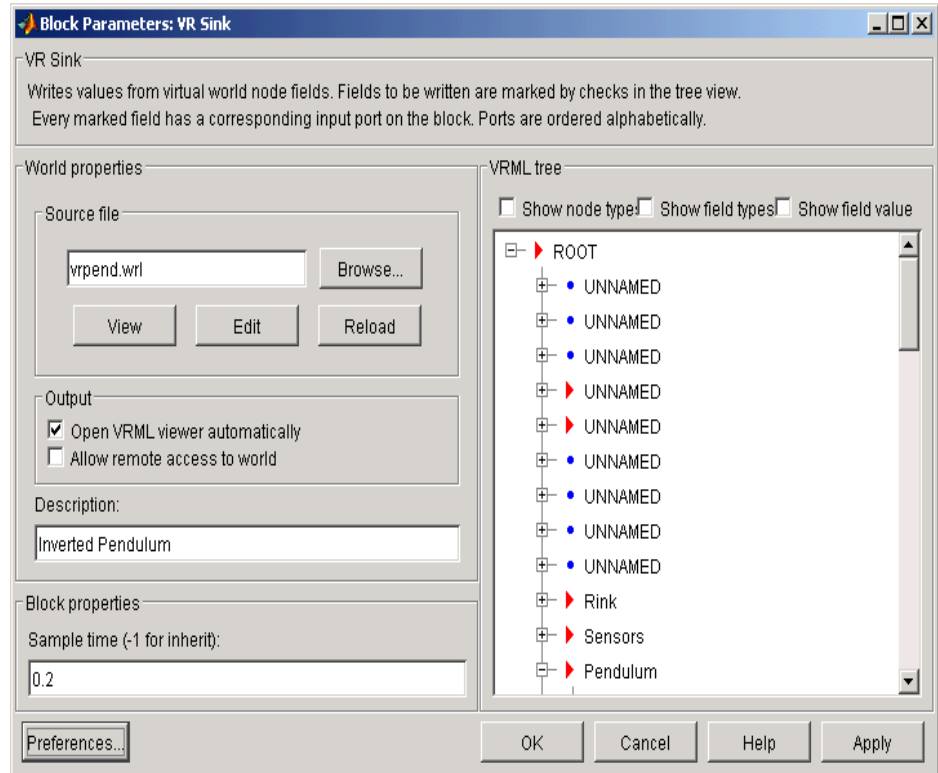 Block Parameters: VR Sink
VR Sink
Writes values from virtual world node fields. Fields to be written are marked by checks in the tree view.
Every marked field has a corresponding input port on the block. Ports are ordered alphabetically.
World properties
Source file
vrpend.wrl
Browse...
View
Edit
Reload
Output
Open VRML viewer automatically
Allow remote access to world
Description:
Inverted Pendulum
Block properties
Sample time (-1 for inherit):
0.2
VRML tree
Show node types
Show field types
Show field value
ROOT
UNNAMED
UNNAMED
UNNAMED
UNNAMED
UNNAMED
UNNAMED
UNNAMED
UNNAMED
UNNAMED
Rink
Sensors
Pendulum
Preferences...
OK
Cancel
Help
Apply